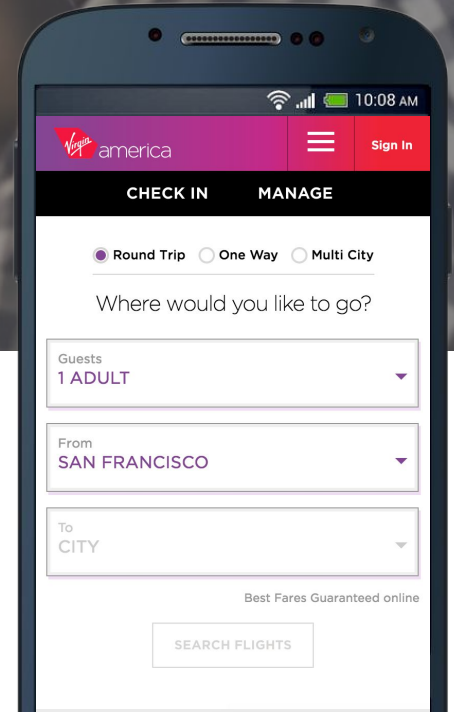 10:08 AM
Virgin america
Sign In
CHECK IN MANAGE
Round Trip One Way Multi City
Where would you like to go?
Guests
1 ADULT
From
SAN FRANCISCO
To
CITY
Best Fares Guaranteed online
SEARCH FLIGHTS